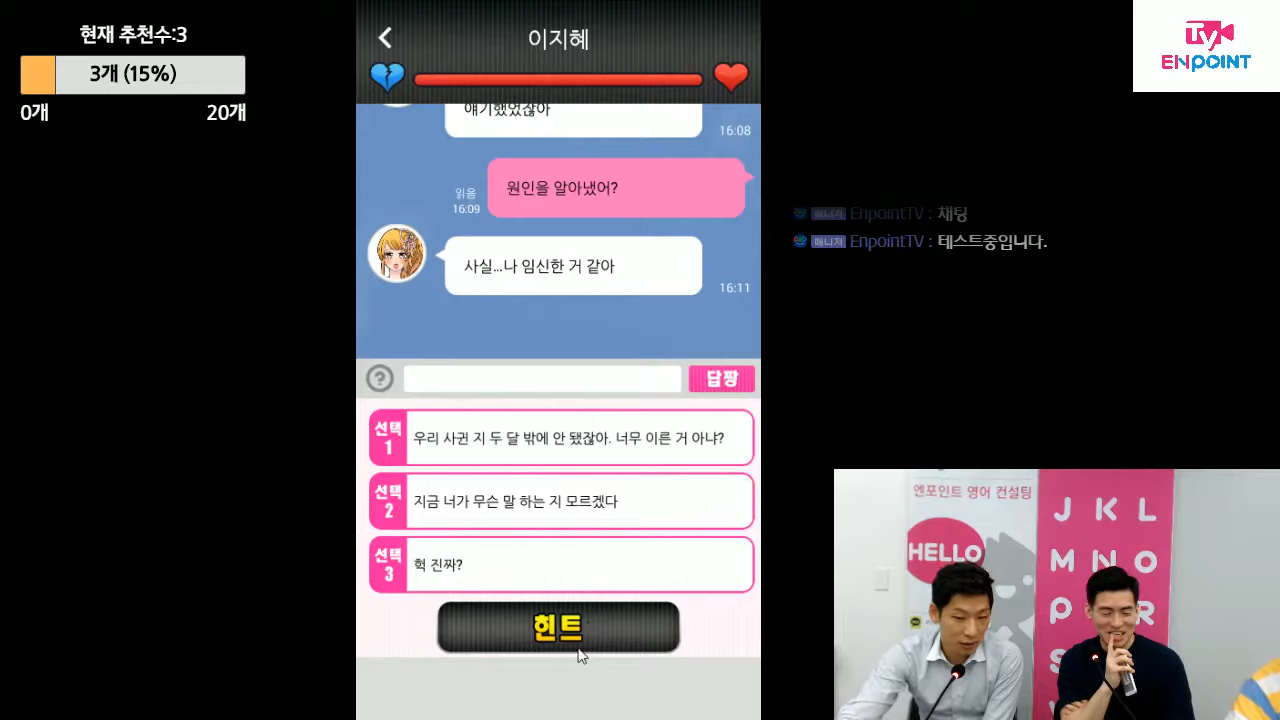 현재 추천수:3
3개 (15%)
0개
20개
이지혜
얘기했었잖아
16:08
원인을 알아냈어?
읽음
16:09
사실...나 임신한 거 같아
16:11
?
답짱
선택
1
우리 사귄 지 두 달 밖에 안 됐잖아. 너무 이른 거 아냐?
선택
2
지금 너가 무슨 말 하는 지 모르겠다
선택
3
헉 진짜?
힌트
TV
ENPOINT
매니저 EnpointTV : 채팅
매니저 EnpointTV : 테스트중입니다.
엔포인트 영어 컨설팅
HELLO
J K L
M N O
P R
S